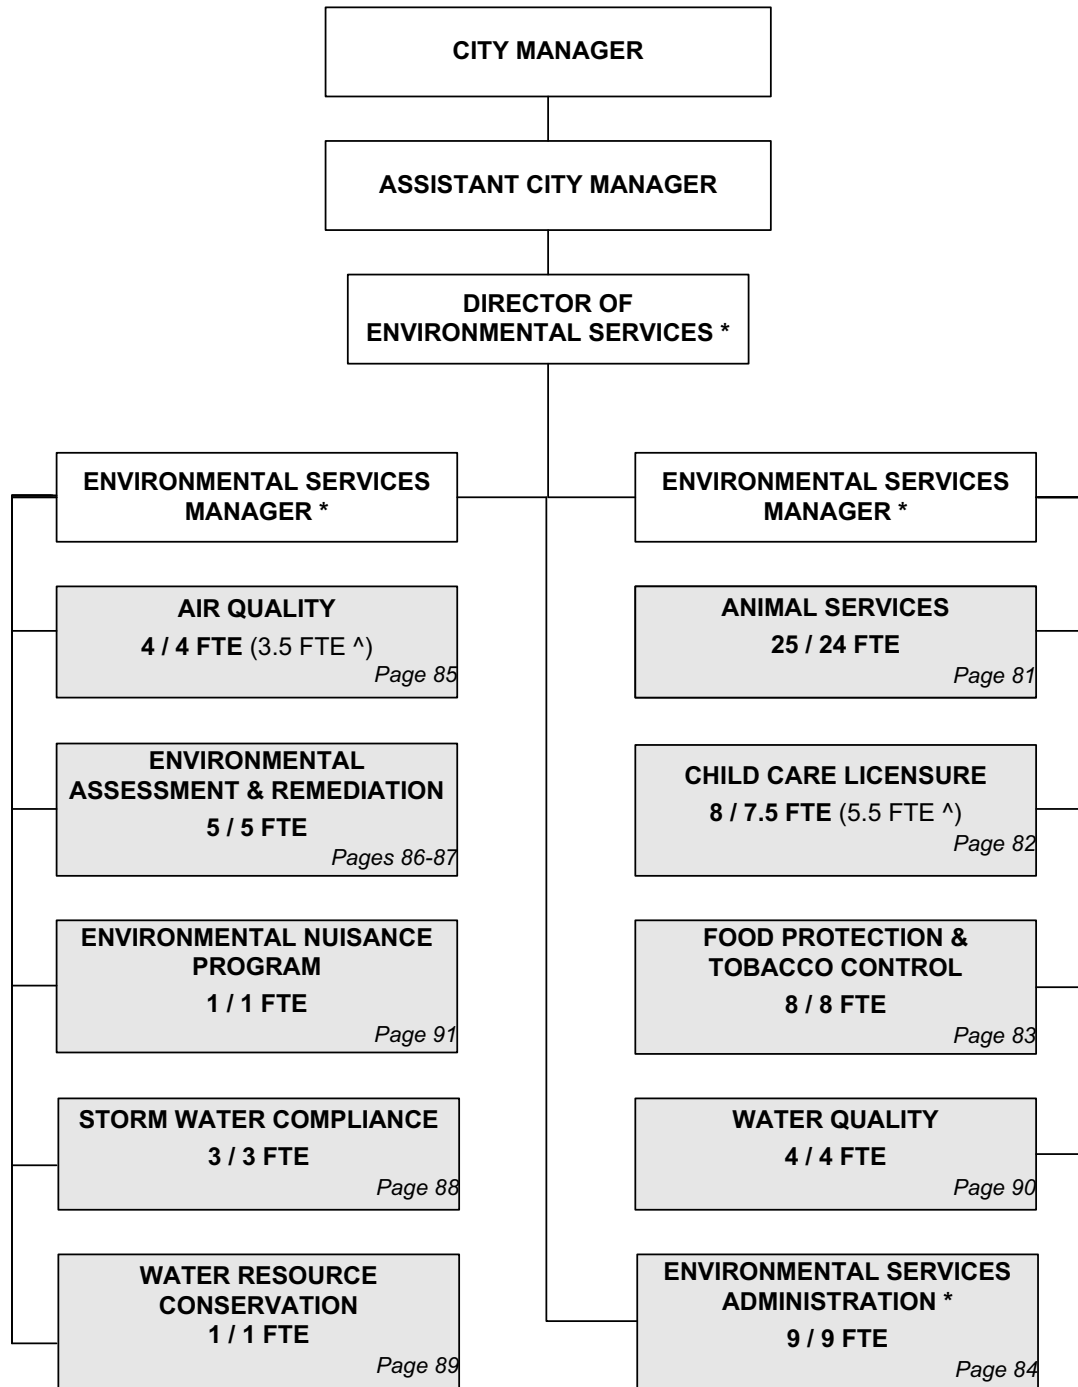 CITY MANAGER
ASSISTANT CITY MANAGER
DIRECTOR OF
ENVIRONMENTAL SERVICES *
ENVIRONMENTAL SERVICES
MANAGER *
AIR QUALITY
4 / 4 FTE (3.5 FTE ^)
Page 85
ENVIRONMENTAL
ASSESSMENT & REMEDIATION
5 / 5 FTE
Pages 86-87
ENVIRONMENTAL NUISANCE
PROGRAM
1 / 1 FTE
Page 91
STORM WATER COMPLIANCE
3 / 3 FTE
Page 88
WATER RESOURCE
CONSERVATION
1 / 1 FTE
Page 89
ENVIRONMENTAL SERVICES
MANAGER *
ANIMAL SERVICES
25 / 24 FTE
Page 81
CHILD CARE LICENSURE
8 / 7.5 FTE (5.5 FTE ^)
Page 82
FOOD PROTECTION &
TOBACCO CONTROL
8 / 8 FTE
Page 83
WATER QUALITY
4 / 4 FTE
Page 90
ENVIRONMENTAL SERVICES
ADMINISTRATION *
9 / 9 FTE
Page 84